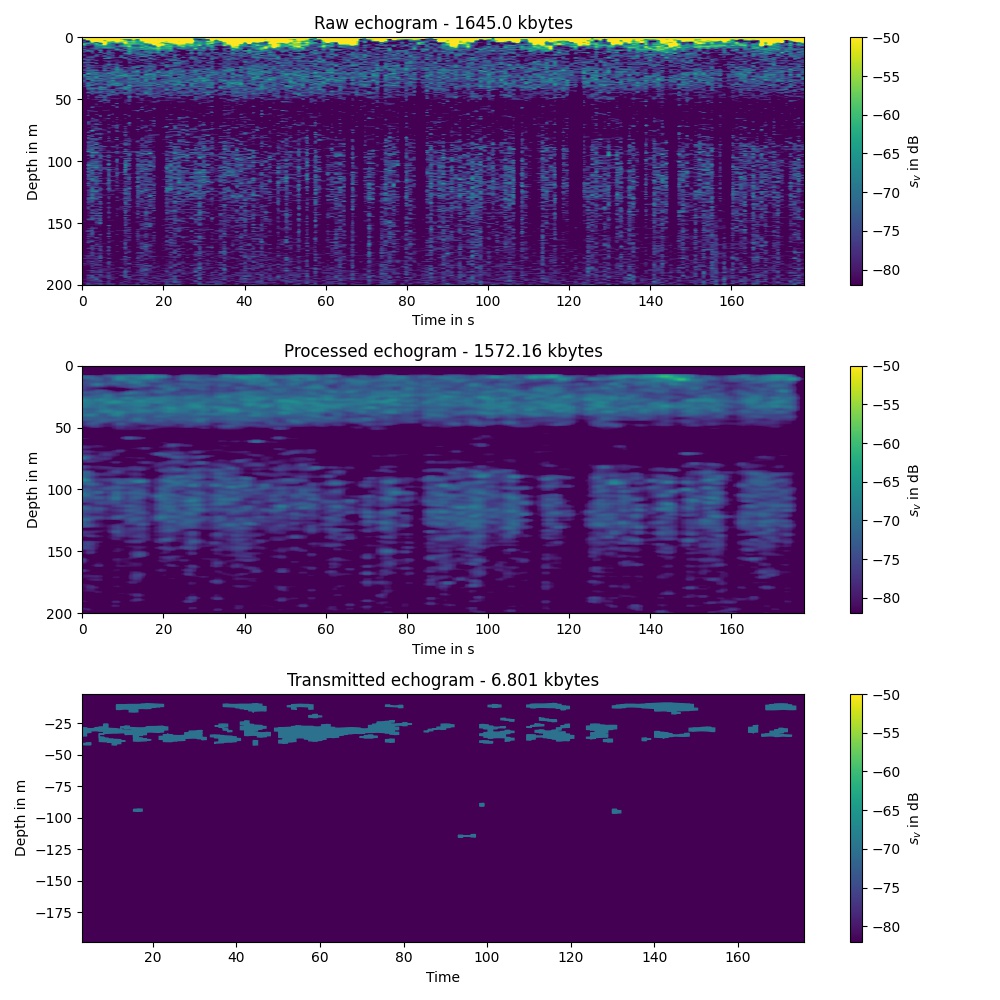 Raw echogram - 1645.0 kbytes
0
50
100
150
200
Depth in m
0 20 40 60 80 100 120 140 160
Time in s
−50
−55
−60
−65
−70
−75
−80
sv in dB
Processed echogram - 1572.16 kbytes
0
50
100
150
200
Depth in m
0 20 40 60 80 100 120 140 160
Time in s
−50
−55
−60
−65
−70
−75
−80
sv in dB
Transmitted echogram - 6.801 kbytes
−25
−50
−75
−100
−125
−150
−175
Depth in m
20 40 60 80 100 120 140 160
Time
−50
−55
−60
−65
−70
−75
−80
sv in dB